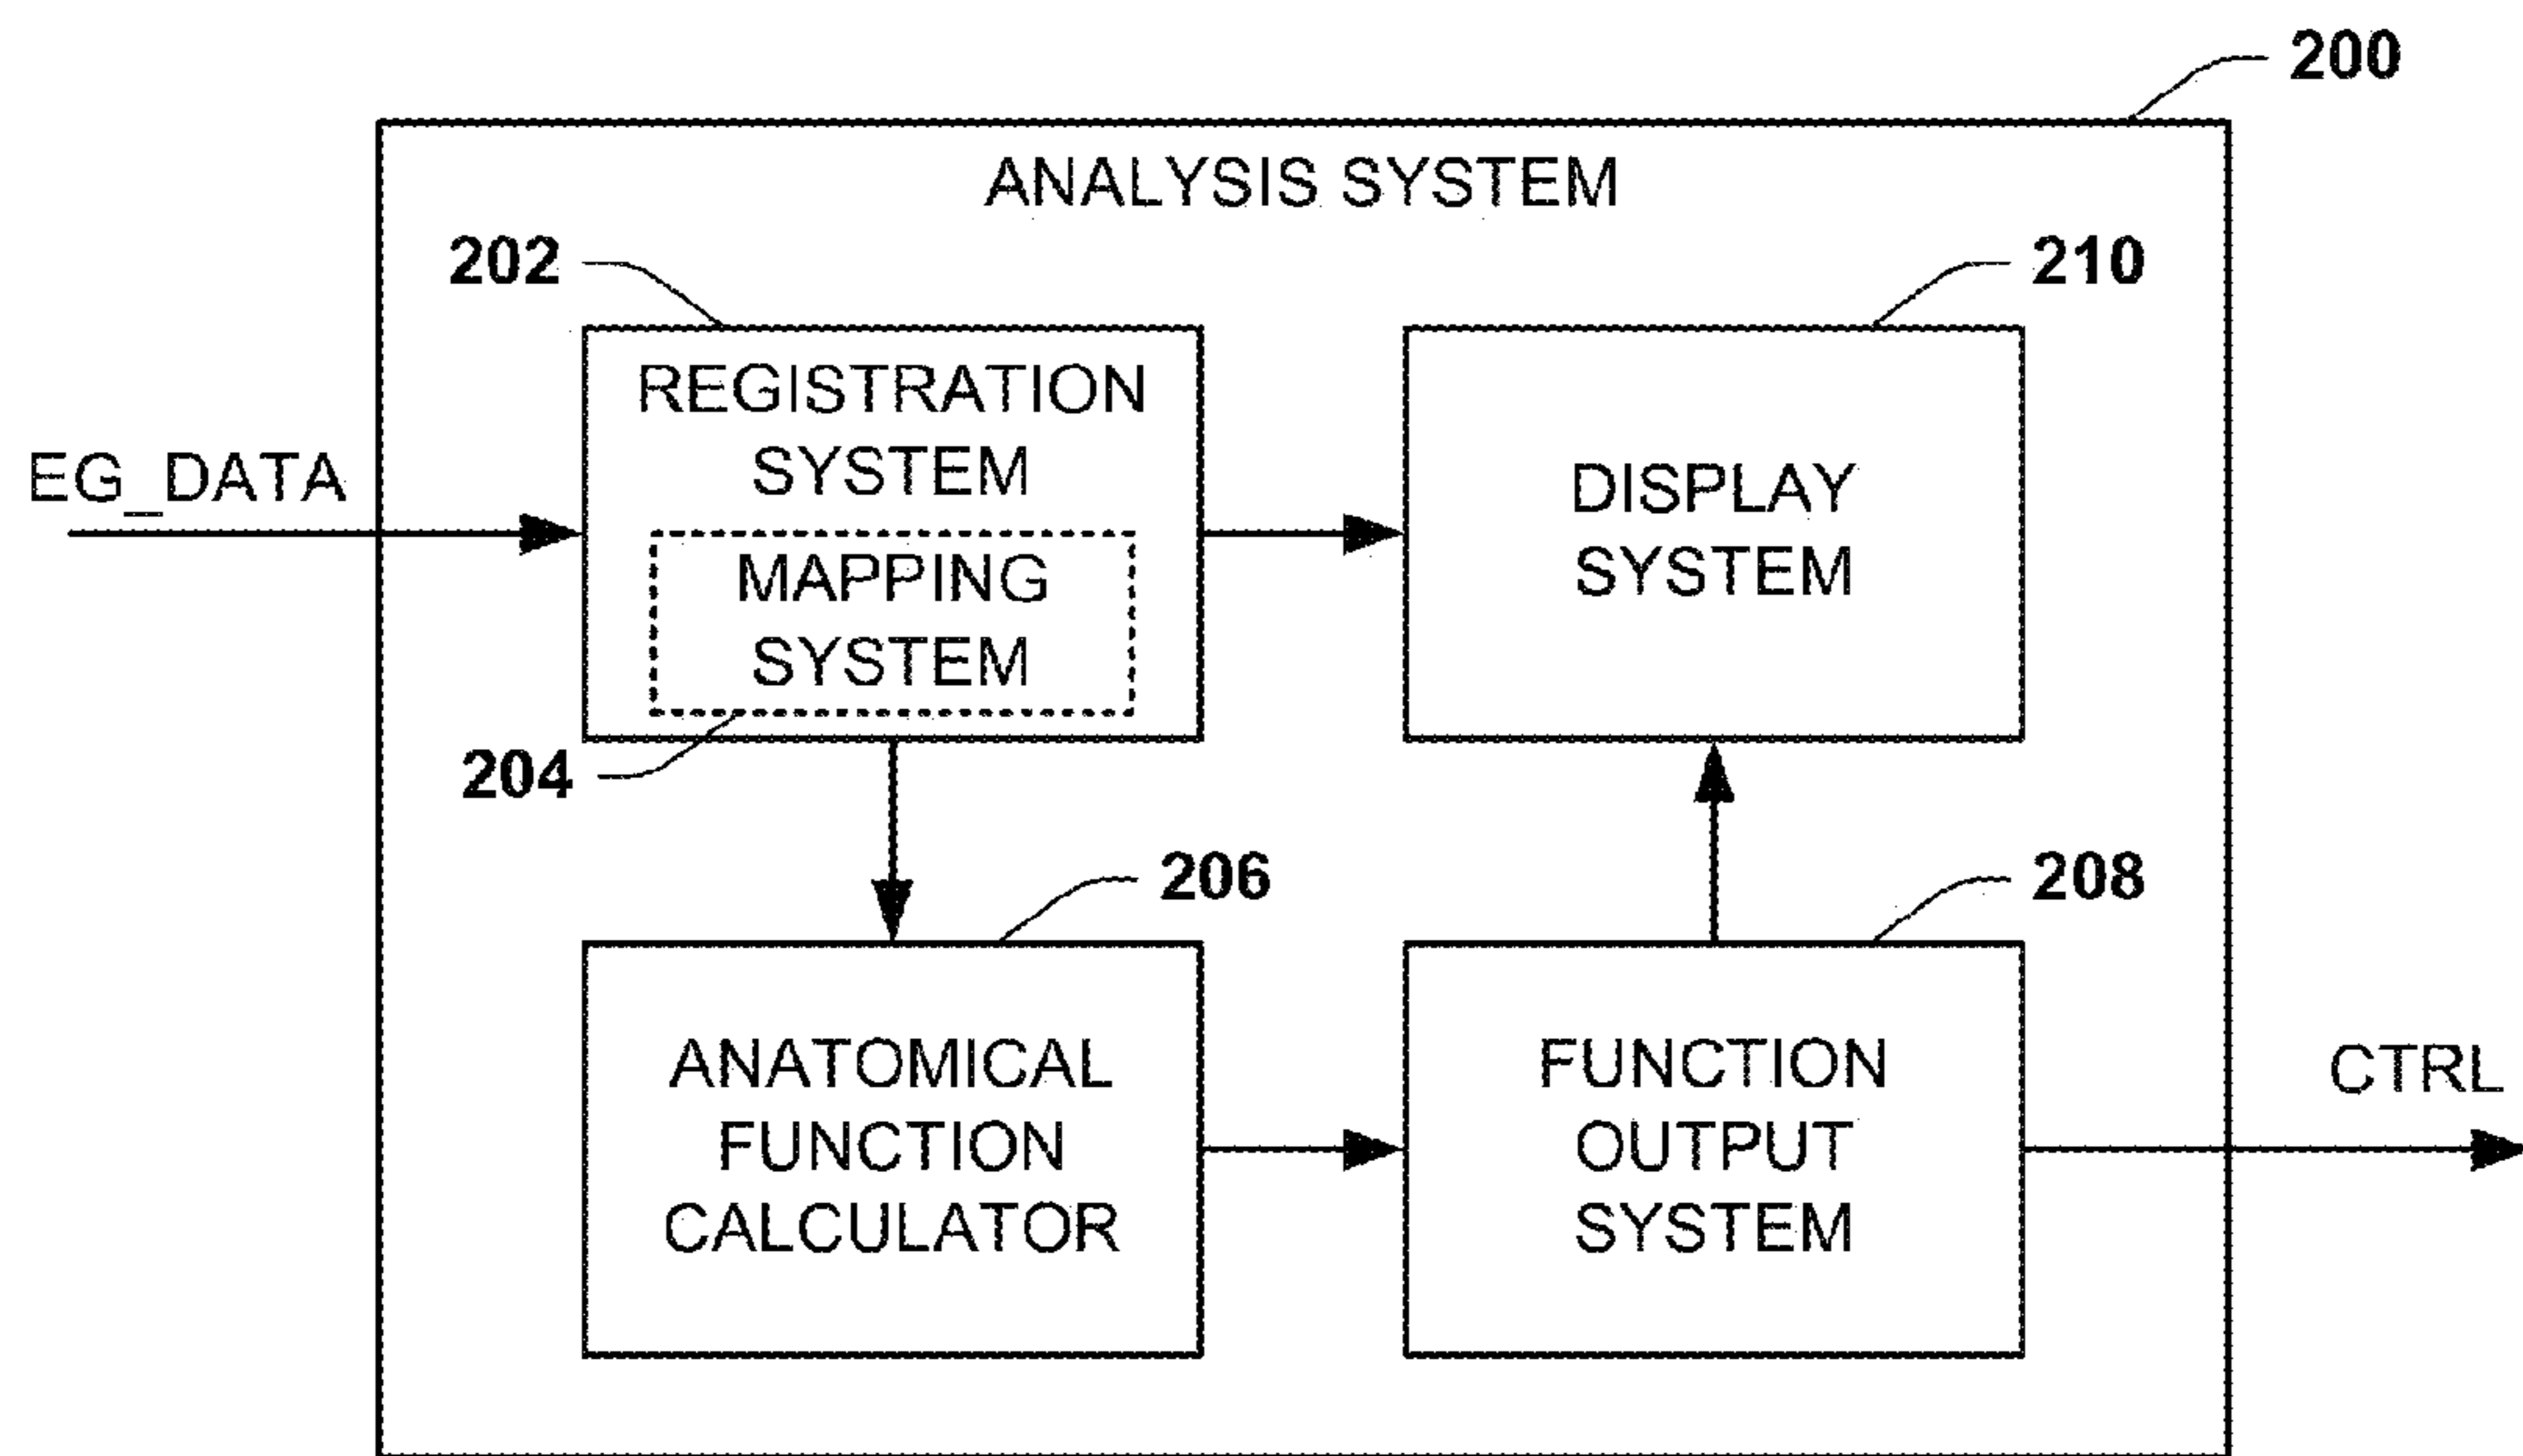 200
ANALYSIS SYSTEM
202
210
REGISTRATION
SYSTEM
EG_DATA
MAPPING
SYSTEM
204
DISPLAY
SYSTEM
206
208
ANATOMICAL
FUNCTION
CALCULATOR
FUNCTION
OUTPUT
SYSTEM
CTRL